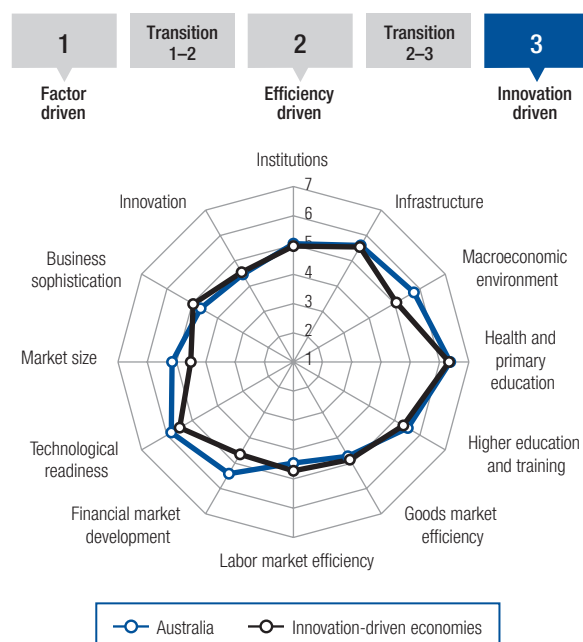 1
Transition
1–2
2
Transition
2–3
3
Factor
driven
Efficiency
driven
Innovation
driven
Institutions
Infrastructure
Macroeconomic
environment
Health and
primary
education
Higher education
and training
Goods market
efficiency
Labor market efficiency
Financial market
development
Technological
readiness
Market size
Business
sophistication
Innovation
7
6
5
4
3
2
1
Australia
Innovation-driven economies